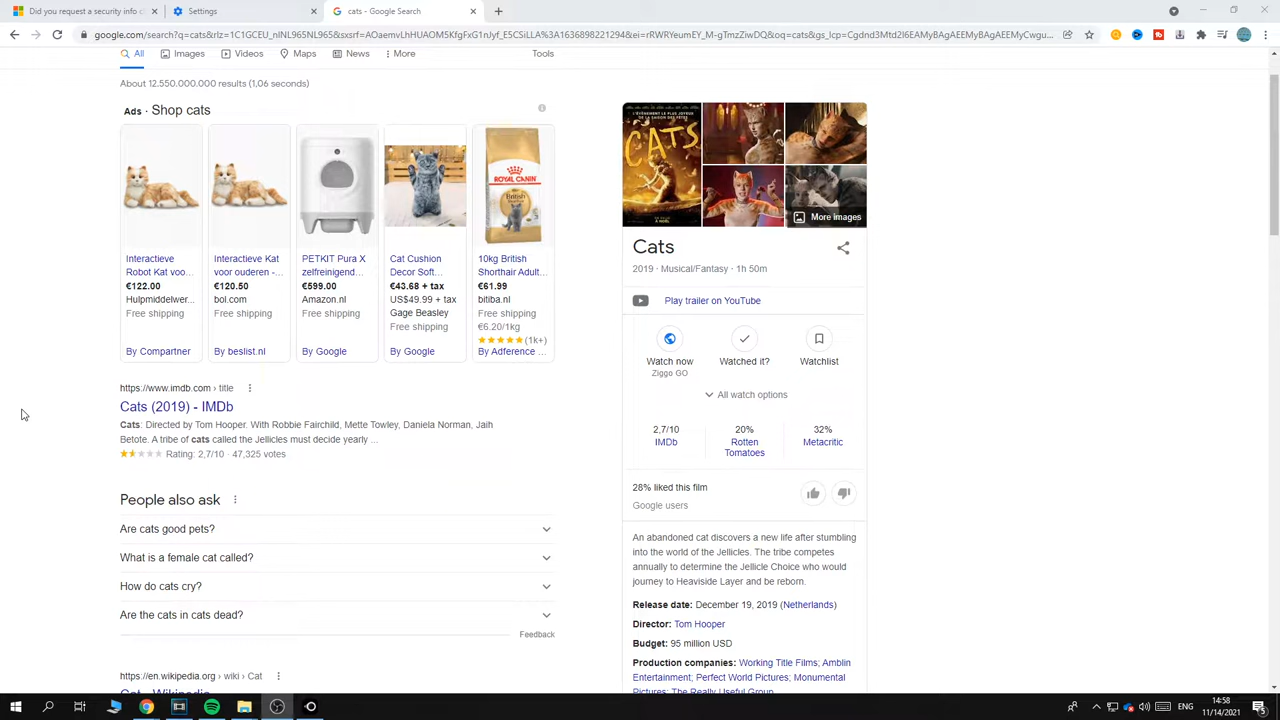 Did you request a security info c
Settings
cats - Google Search
google.com/search?q=cats&rlz=1C1GCEU_nlNL965NL965&sxsrf=AOaemvLhHUAOM5KfgFxG1nJyf_E5CSiLLA%3A1636898221294&ei=rRWRYeumEY_M-gTmzZiwDQ&oq=cats&gs_lcp=Cgdnd3Mtd2l6EAMyBAgAEEMyBAgAEEMyCwgu...
All
Images
Videos
Maps
News
More
Tools
About 12.550.000.000 results (1,06 seconds)
Ads · Shop cats
Interactieve
Robot Kat voo...
€122.00
Hulpmiddelwer...
Free shipping
By Compartner
Interactieve Kat
voor ouderen -...
€120.50
bol.com
Free shipping
By beslist.nl
PETKIT Pura X
zelfreinigend...
€599.00
Amazon.nl
Free shipping
By Google
Cat Cushion
Decor Soft...
€43.68 + tax
US$49.99 + tax
Gage Beasley
Free shipping
By Google
ROYAL CANIN
10kg British
Shorthair Adult...
€61.99
bitiba.nl
Free shipping
€6.20/1kg
(1k+)
By Adference ...
https://www.imdb.com › title
Cats (2019) - IMDb
Cats: Directed by Tom Hooper. With Robbie Fairchild, Mette Towley, Daniela Norman, Jaih
Betote. A tribe of cats called the Jellicles must decide yearly ...
Rating: 2,7/10 · 47,325 votes
People also ask
Are cats good pets?
What is a female cat called?
How do cats cry?
Are the cats in cats dead?
Feedback
https://en.wikipedia.org › wiki › Cat
Cat - Wikipedia
CATS
More images
Cats
2019 · Musical/Fantasy · 1h 50m
Play trailer on YouTube
Watch now
Ziggo GO
Watched it?
Watchlist
All watch options
2,7/10
IMDb
20%
Rotten
Tomatoes
32%
Metacritic
28% liked this film
Google users
An abandoned cat discovers a new life after stumbling
into the world of the Jellicles. The tribe competes
annually to determine the Jellicle Choice who would
journey to Heaviside Layer and be reborn.
Release date: December 19, 2019 (Netherlands)
Director: Tom Hooper
Budget: 95 million USD
Production companies: Working Title Films; Amblin
Entertainment; Perfect World Pictures; Monumental
Pictures; The Really Useful Group
ENG
14:58
11/14/2021